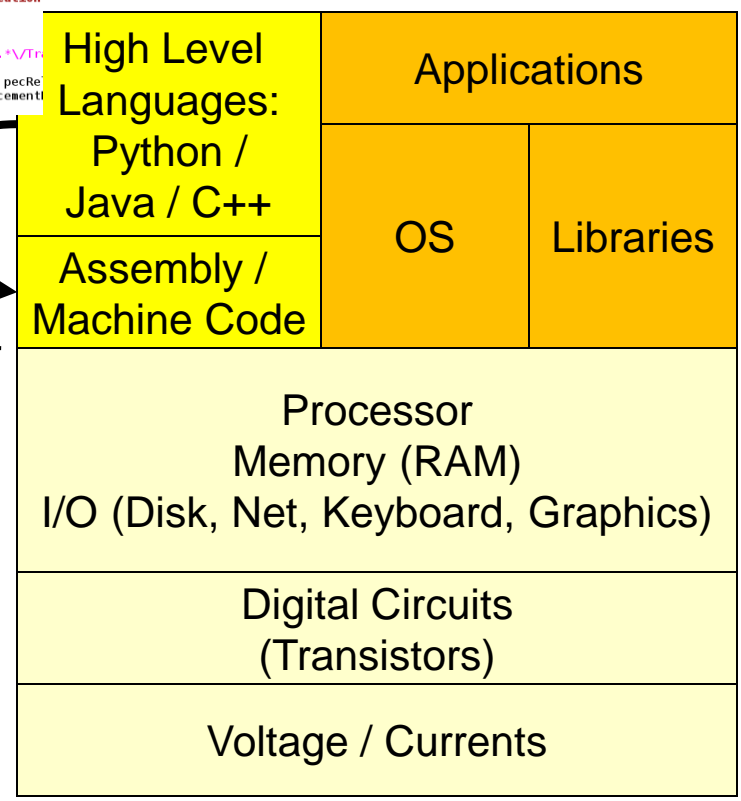 High Level
Languages:
Python /
Java / C++
Applications
OS
Libraries
Assembly /
Machine Code
Processor
Memory (RAM)
I/O (Disk, Net, Keyboard, Graphics)
Digital Circuits
(Transistors)
Voltage / Currents